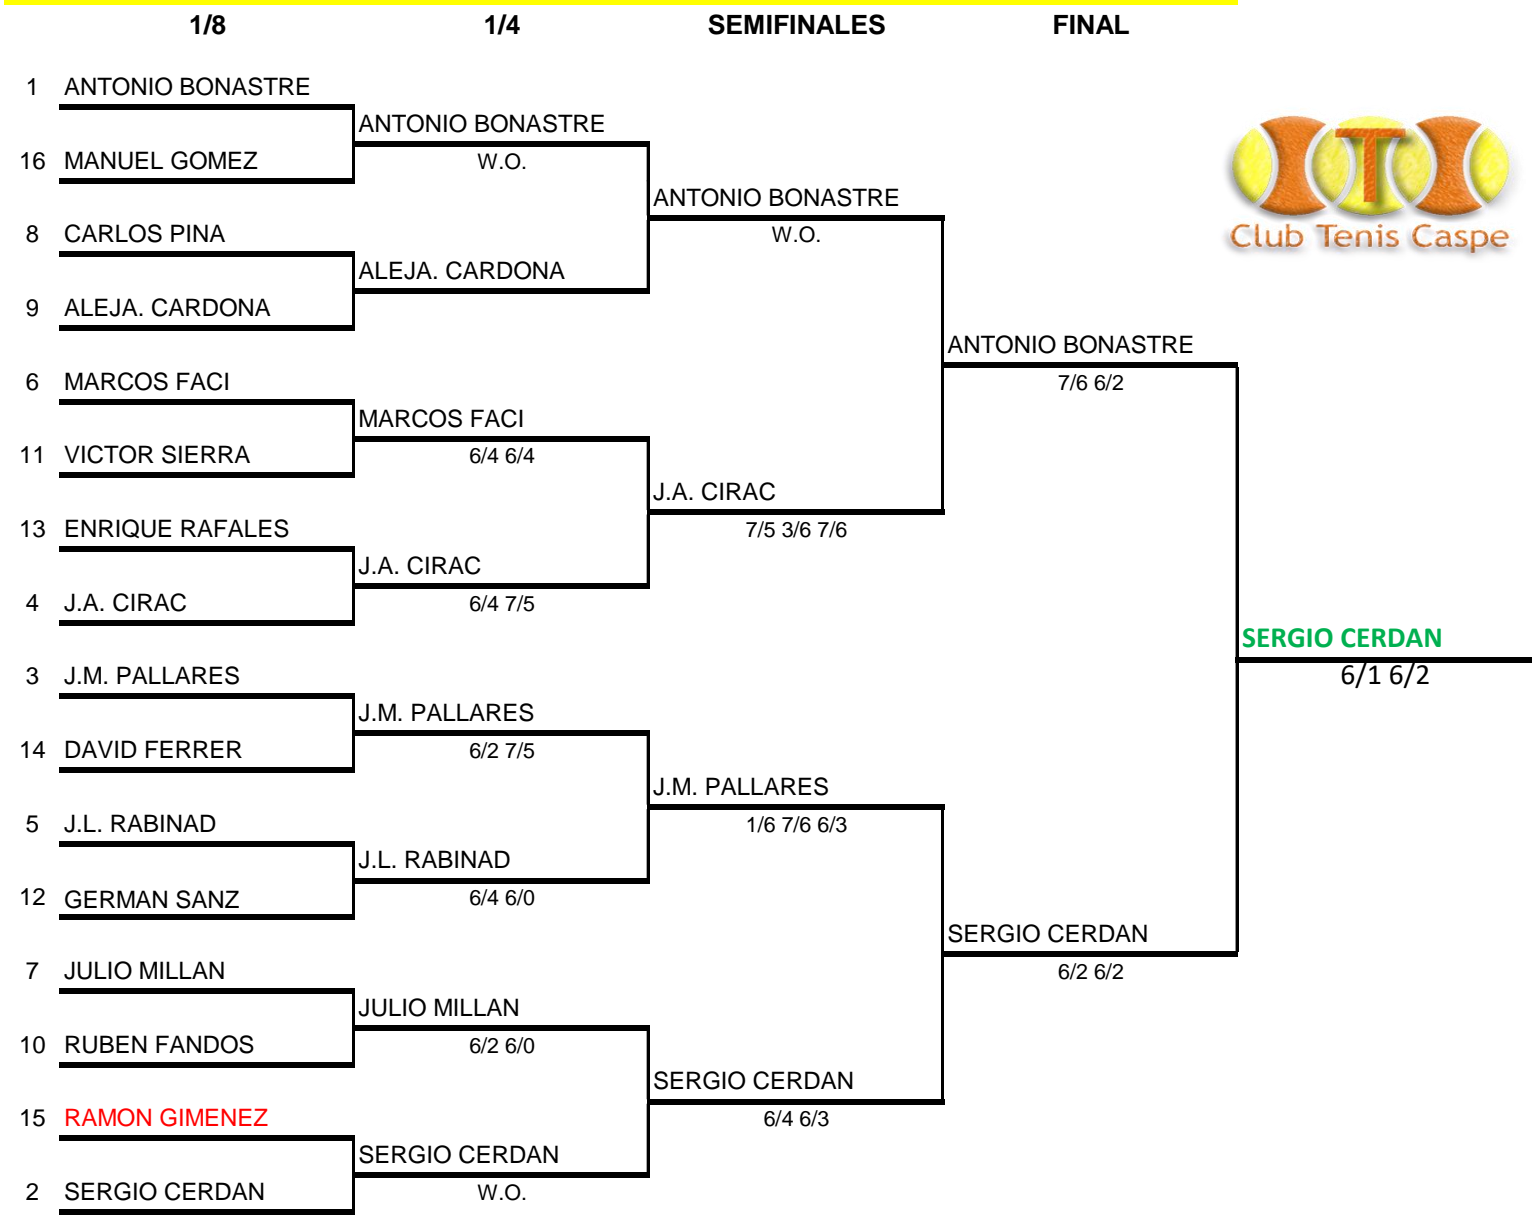 1/8 1/4 SEMIFINALES FINAL
1 ANTONIO BONASTRE
ANTONIO BONASTRE
16 MANUEL GOMEZ W.O.
ANTONIO BONASTRE
8 CARLOS PINA W.O.
Club Tenis Caspe
ALEJA. CARDONA
9 ALEJA. CARDONA
ANTONIO BONASTRE
6 MARCOS FACI 7/6 6/2
MARCOS FACI
11 VICTOR SIERRA 6/4 6/4
J.A. CIRAC
13 ENRIQUE RAFALES 7/5 3/6 7/6
J.A. CIRAC
4 J.A. CIRAC 6/4 7/5
SERGIO CERDAN
3 J.M. PALLARES 6/1 6/2
J.M. PALLARES
14 DAVID FERRER 6/2 7/5
J.M. PALLARES
5 J.L. RABINAD 1/6 7/6 6/3
J.L. RABINAD
12 GERMAN SANZ 6/4 6/0
SERGIO CERDAN
7 JULIO MILLAN 6/2 6/2
JULIO MILLAN
10 RUBEN FANDOS 6/2 6/0
SERGIO CERDAN
15 RAMON GIMENEZ 6/4 6/3
SERGIO CERDAN
2 SERGIO CERDAN W.O.